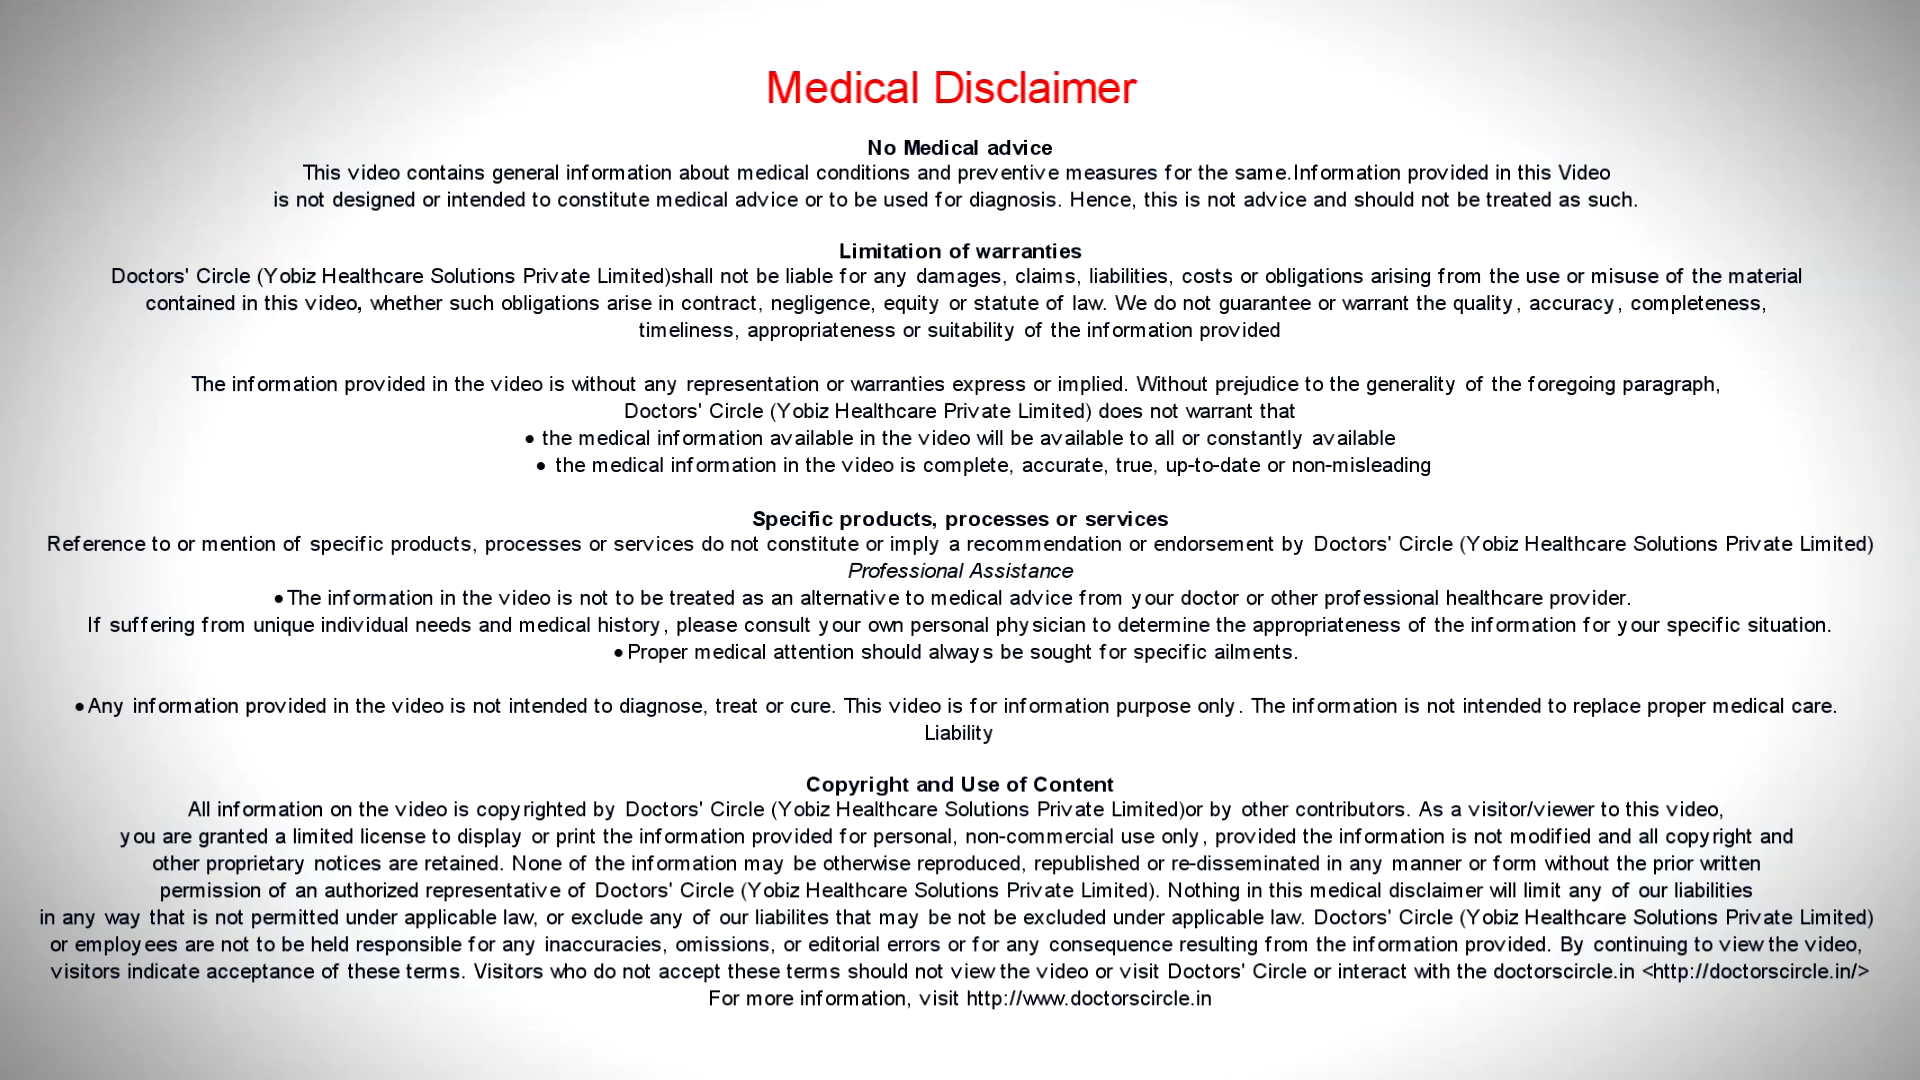 Medical Disclaimer
No Medical advice
This video contains general information about medical conditions and preventive measures for the same.Information provided in this Video
is not designed or intended to constitute medical advice or to be used for diagnosis. Hence, this is not advice and should not be treated as such.
Limitation of warranties
Doctors' Circle (Yobiz Healthcare Solutions Private Limited)shall not be liable for any damages, claims, liabilities, costs or obligations arising from the use or misuse of the material
contained in this video, whether such obligations arise in contract, negligence, equity or statute of law. We do not guarantee or warrant the quality, accuracy, completeness,
timeliness, appropriateness or suitability of the information provided
The information provided in the video is without any representation or warranties express or implied. Without prejudice to the generality of the foregoing paragraph,
Doctors' Circle (Yobiz Healthcare Private Limited) does not warrant that
• the medical information available in the video will be available to all or constantly available
• the medical information in the video is complete, accurate, true, up-to-date or non-misleading
Specific products, processes or services
Reference to or mention of specific products, processes or services do not constitute or imply a recommendation or endorsement by Doctors' Circle (Yobiz Healthcare Solutions Private Limited)
Professional Assistance
•The information in the video is not to be treated as an alternative to medical advice from your doctor or other professional healthcare provider.
If suffering from unique individual needs and medical history, please consult your own personal physician to determine the appropriateness of the information for your specific situation.
•Proper medical attention should always be sought for specific ailments.
•Any information provided in the video is not intended to diagnose, treat or cure. This video is for information purpose only. The information is not intended to replace proper medical care.
Liability
Copyright and Use of Content
All information on the video is copyrighted by Doctors' Circle (Yobiz Healthcare Solutions Private Limited)or by other contributors. As a visitor/viewer to this video,
you are granted a limited license to display or print the information provided for personal, non-commercial use only, provided the information is not modified and all copyright and
other proprietary notices are retained. None of the information may be otherwise reproduced, republished or re-disseminated in any manner or form without the prior written
permission of an authorized representative of Doctors' Circle (Yobiz Healthcare Solutions Private Limited). Nothing in this medical disclaimer will limit any of our liabilities
in any way that is not permitted under applicable law, or exclude any of our liabilites that may be not be excluded under applicable law. Doctors' Circle (Yobiz Healthcare Solutions Private Limited)
or employees are not to be held responsible for any inaccuracies, omissions, or editorial errors or for any consequence resulting from the information provided. By continuing to view the video,
visitors indicate acceptance of these terms. Visitors who do not accept these terms should not view the video or visit Doctors' Circle or interact with the doctorscircle.in <http://doctorscircle.in/>
For more information, visit http://www.doctorscircle.in